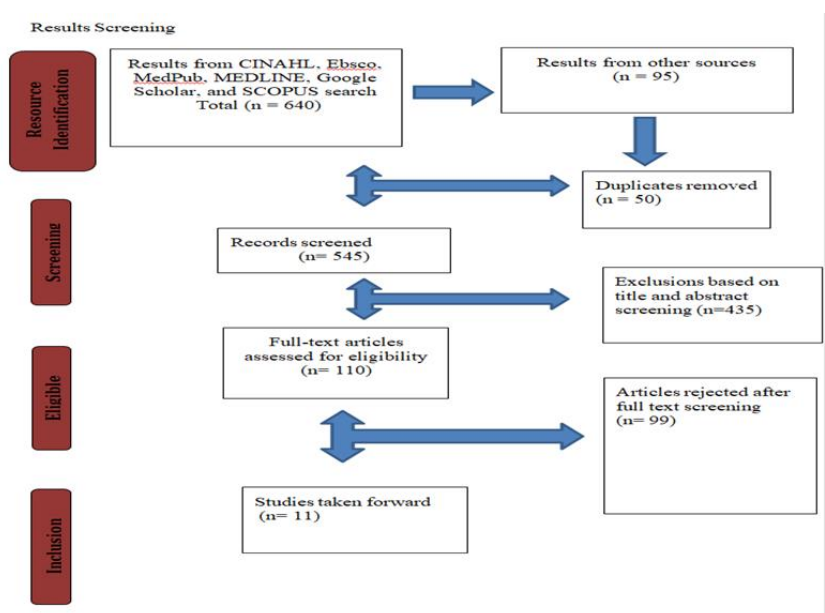 Results Screening
Resource
Identification
Results from CINAHL, Ebsco,
MedPub, MEDLINE, Google
Scholar, and SCOPUS search
Total (n = 640)
Results from other sources
(n = 95)
Duplicates removed
(n = 50)
Screening
Records screened
(n= 545)
Exclusions based on
title and abstract
screening (n=435)
Eligible
Full-text articles
assessed for eligibility
(n= 110)
Articles rejected after
full text screening
(n= 99)
Inclusion
Studies taken forward
(n= 11)